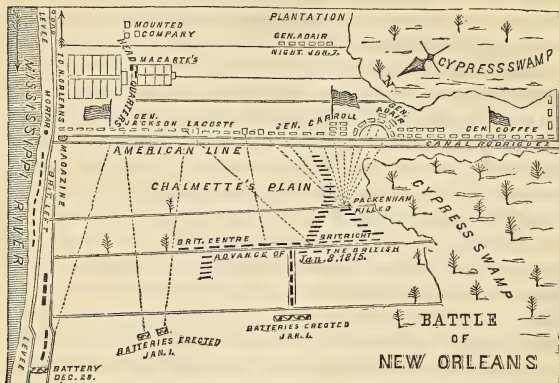 LEVEE
ROAD
TO N. ORLEANS
MOUNTED
COMPANY
PLANTATION
GEN. ADAIR
NIGHT. JAN. 7.
HEAD QUARTERS
MACARTE'S
N
CYPRESS SWAMP
MISSISSIPPI RIVER
MORTAR
MAGAZINE
GEN.
JACKSON
LACOSTE
GEN. CARROLL
GEN.
ADAIR
GEN. COFFEE
AMERICAN LINE
CANAL RODRIGUEZ
BRIT. LEFT
CHALMETTE'S PLAIN
CYPRESS SWAMP
PACKENHAM
KILLED
BRIT. CENTRE
BRIT. RIGHT
ADVANCE OF
THE BRITISH
Jan. 8, 1815.
BATTERIES ERECTED
JAN. 1.
BATTERIES ERECTED
JAN. 1.
LEVEE
BATTERY
DEC. 28.
BATTLE
OF
NEW ORLEANS